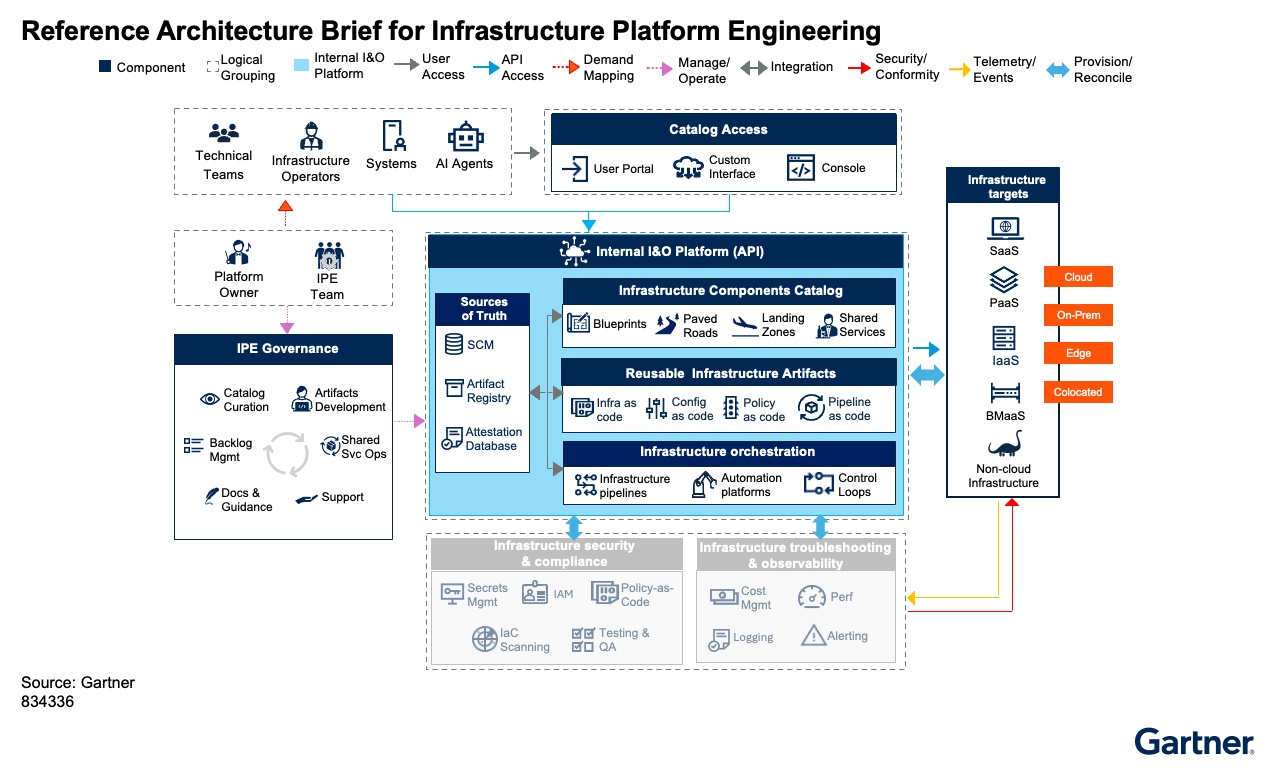 Reference Architecture Brief for Infrastructure Platform Engineering
Component
Logical
Grouping
Internal I&O
Platform
User
Access
API
Access
Demand
Mapping
Manage/
Operate
Integration
Security/
Conformity
Telemetry/
Events
Provision/
Reconcile
Technical
Teams
Infrastructure
Operators
Systems
AI Agents
Catalog Access
User Portal
Custom
Interface
Console
Platform
Owner
IPE
Team
IPE Governance
Catalog
Curation
Artifacts
Development
Backlog
Mgmt
Shared
Svc Ops
Docs &
Guidance
Support
Internal I&O Platform (API)
Sources
of Truth
SCM
Artifact
Registry
Attestation
Database
Infrastructure Components Catalog
Blueprints
Paved
Roads
Landing
Zones
Shared
Services
Reusable Infrastructure Artifacts
Infra as
code
Config
as code
Policy
as code
Pipeline
as code
Infrastructure orchestration
Infrastructure
pipelines
Automation
platforms
Control
Loops
Infrastructure
targets
SaaS
PaaS
IaaS
BMaaS
Non-cloud
Infrastructure
Cloud
On-Prem
Edge
Colocated
Infrastructure security
& compliance
Secrets
Mgmt
IAM
Policy-as-
Code
IaC
Scanning
Testing &
QA
Infrastructure troubleshooting
& observability
Cost
Mgmt
Perf
Logging
Alerting
Source: Gartner
834336
Gartner®